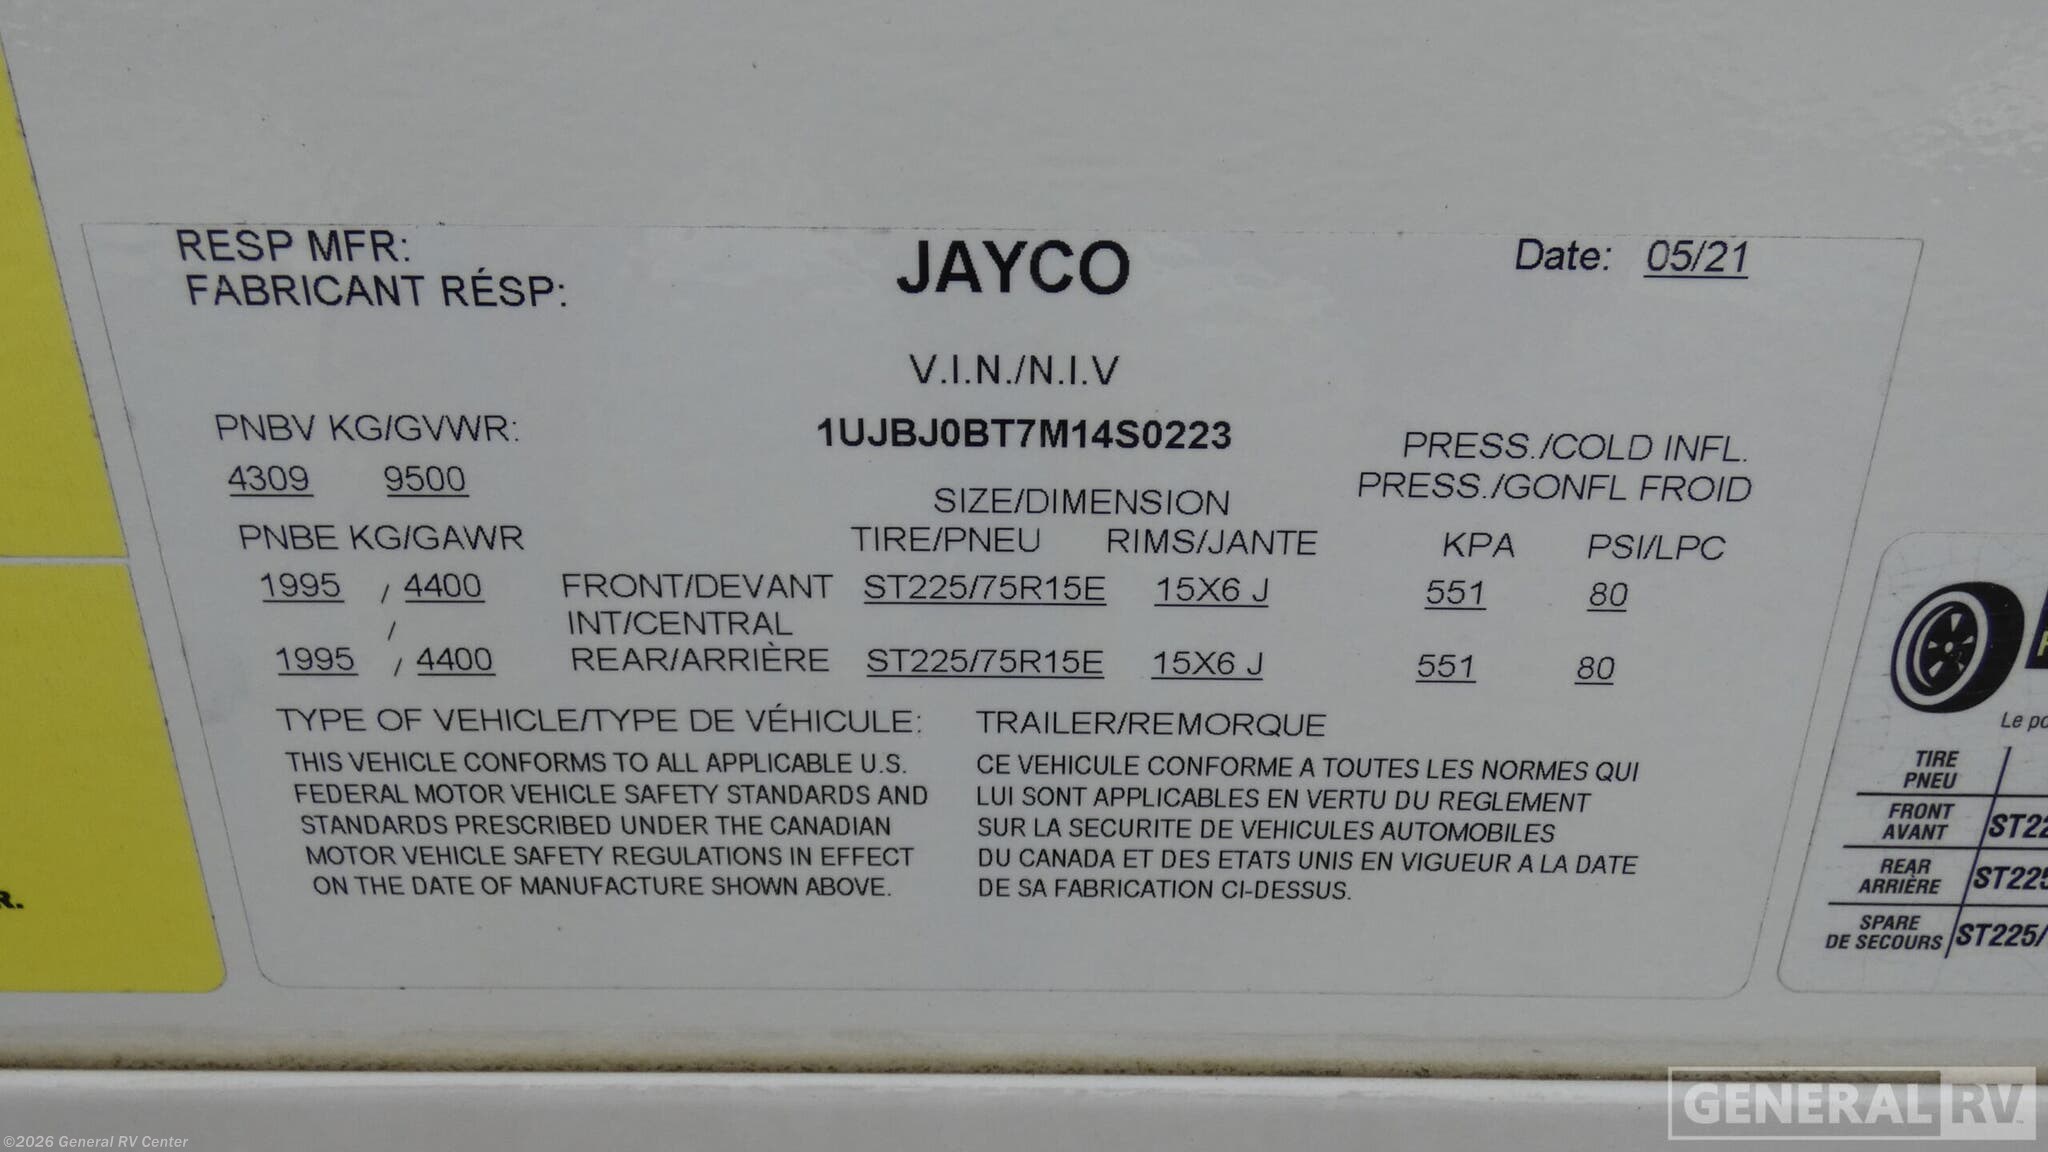 RESP MFR: JAYCO Date: 05/21
FABRICANT RÉSP:
V.I.N./N.I.V
PNBV KG/GVWR: 1UJBJ0BT7M14S0223 PRESS./COLD INFL.
4309 9500 PRESS./GONFL FROID
SIZE/DIMENSION
PNBE KG/GAWR TIRE/PNEU RIMS/JANTE KPA PSI/LPC
1995 / 4400 FRONT/DEVANT ST225/75R15E 15X6 J 551 80
/ INT/CENTRAL
1995 / 4400 REAR/ARRIÈRE ST225/75R15E 15X6 J 551 80
TYPE OF VEHICLE/TYPE DE VÉHICULE: TRAILER/REMORQUE
THIS VEHICLE CONFORMS TO ALL APPLICABLE U.S.
FEDERAL MOTOR VEHICLE SAFETY STANDARDS AND
STANDARDS PRESCRIBED UNDER THE CANADIAN
MOTOR VEHICLE SAFETY REGULATIONS IN EFFECT
ON THE DATE OF MANUFACTURE SHOWN ABOVE.
CE VEHICULE CONFORME A TOUTES LES NORMES QUI
LUI SONT APPLICABLES EN VERTU DU REGLEMENT
SUR LA SECURITE DE VEHICULES AUTOMOBILES
DU CANADA ET DES ETATS UNIS EN VIGUEUR A LA DATE
DE SA FABRICATION CI-DESSUS.
R.
Le
TIRE
PNEU
FRONT
AVANT ST22
REAR
ARRIÈRE ST225
SPARE
DE SECOURS ST225/
GENERAL RV
©2026 General RV Center